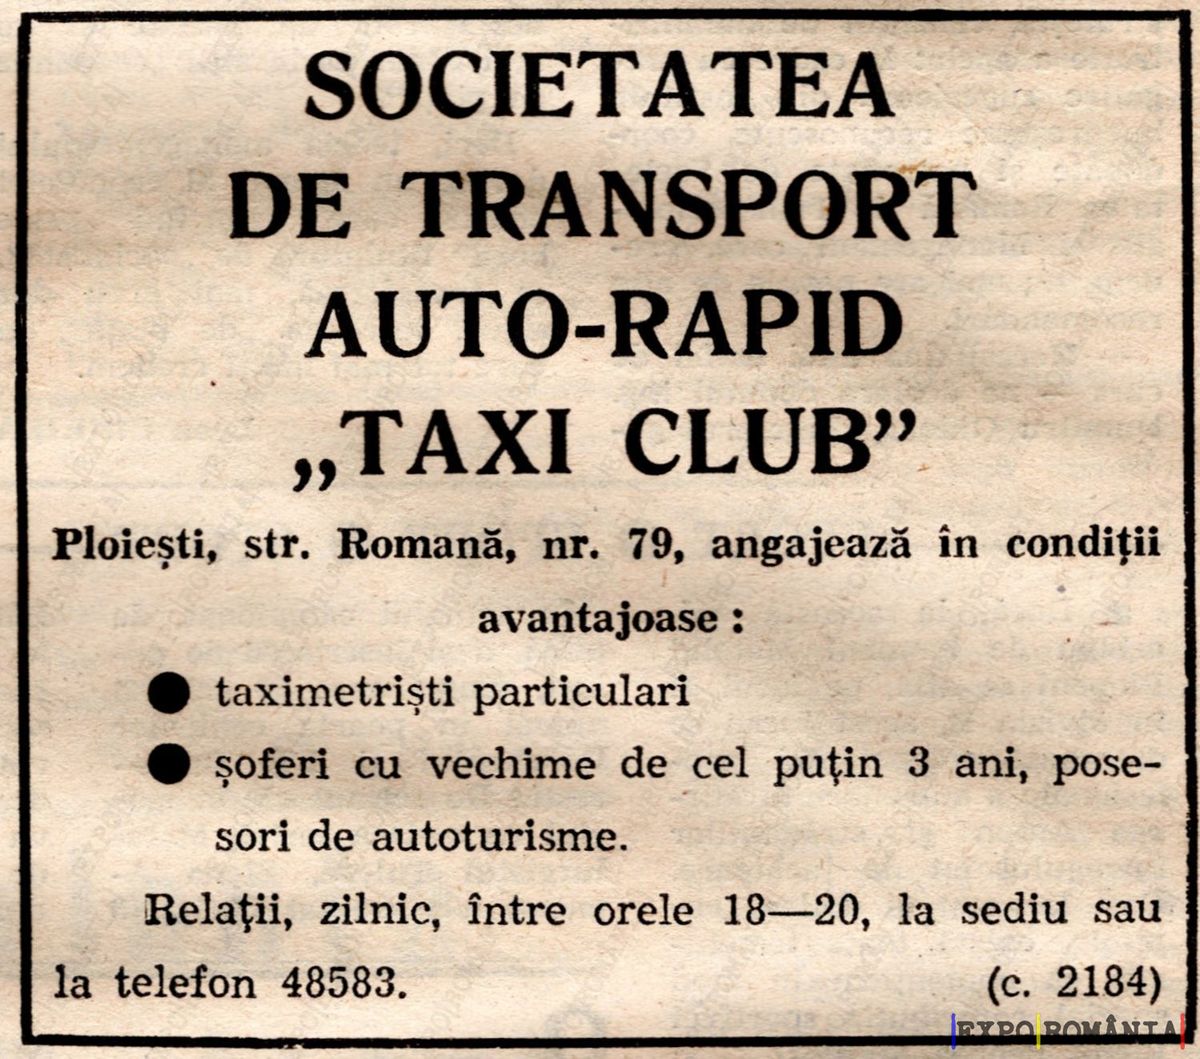 SOCIETATEA
DE TRANSPORT
AUTO-RAPID
„TAXI CLUB”
Ploiești, str. Romană, nr. 79, angajează în condiții
avantajoase :
● taximetriști particulari
● șoferi cu vechime de cel puțin 3 ani, pose-
sori de autoturisme.
Relații, zilnic, între orele 18—20, la sediu sau
la telefon 48583. (c. 2184)
EXPO ROMÂNIA